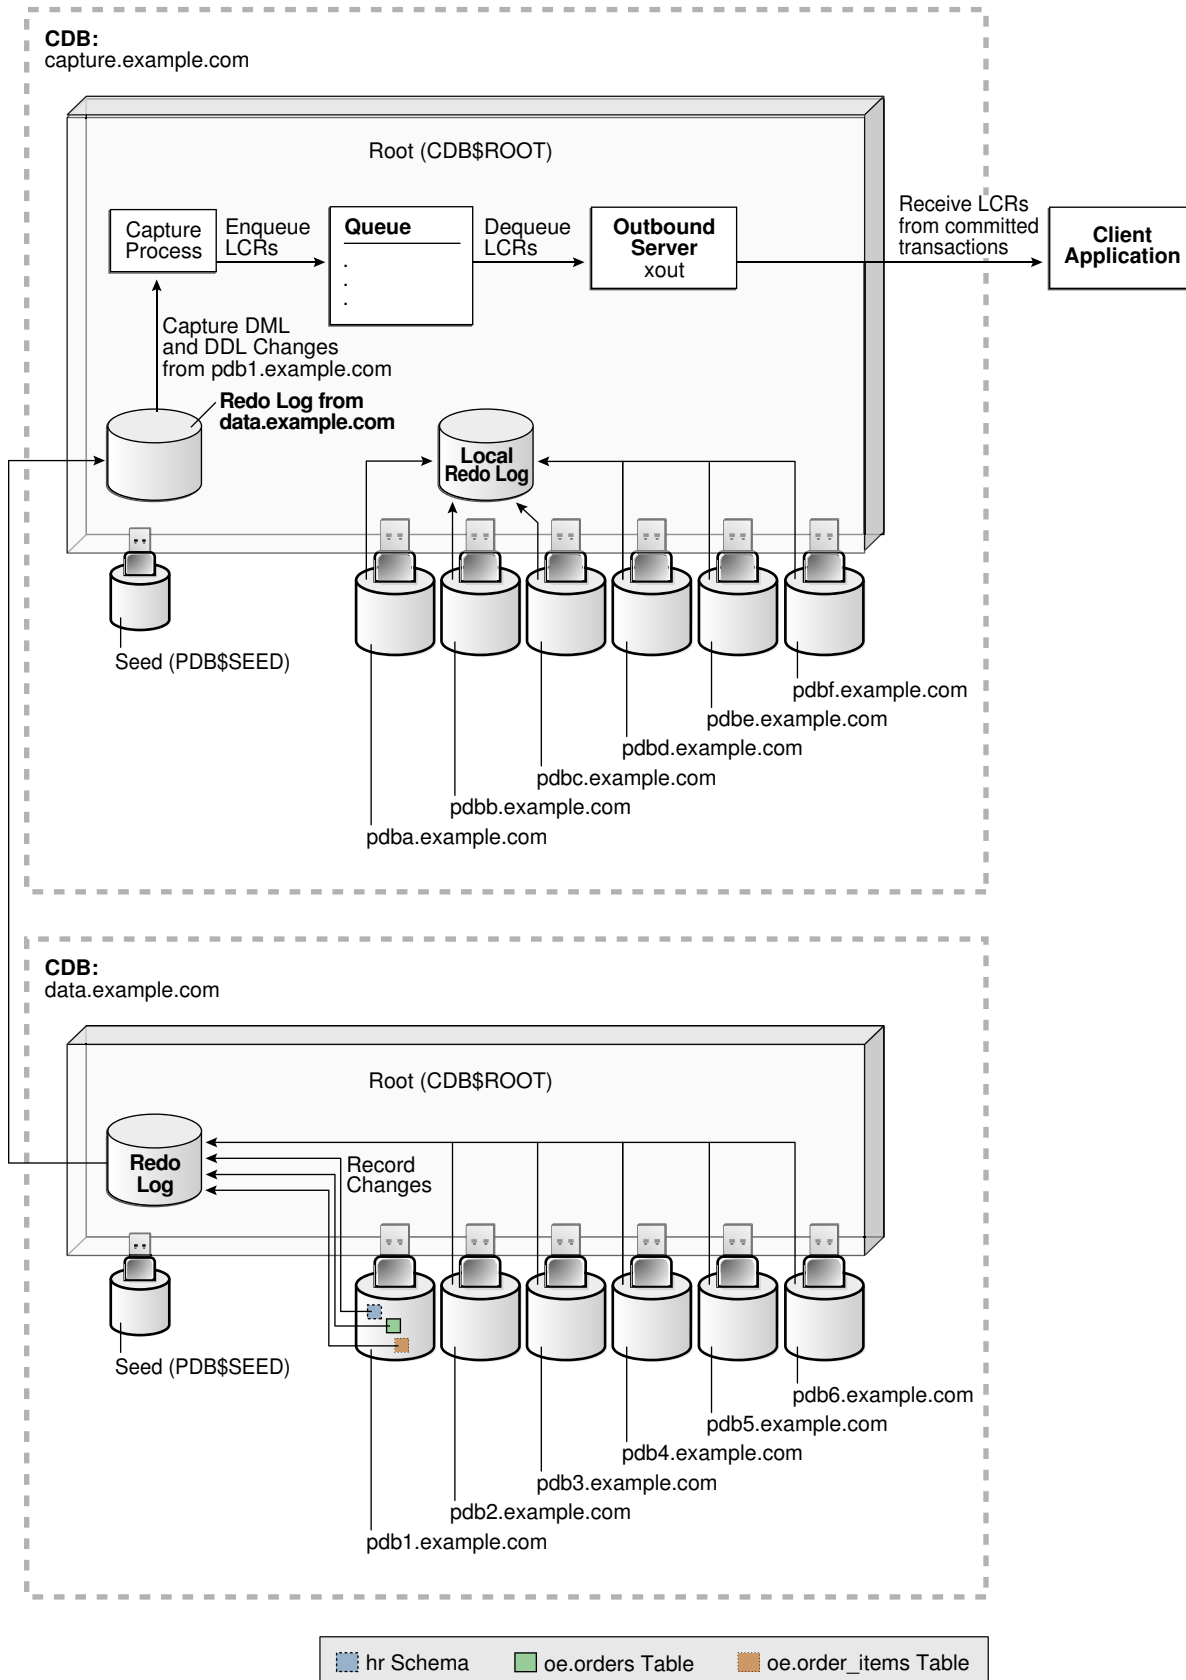 CDB:
capture.example.com
Root (CDB$ROOT)
Capture
Process
Enqueue
LCRs
Queue
.
.
.
Dequeue
LCRs
Outbound
Server
xout
Receive LCRs
from committed
transactions
Client
Application
Capture DML
and DDL Changes
from pdb1.example.com
Redo Log from
data.example.com
Local
Redo Log
Seed (PDB$SEED)
pdbf.example.com
pdbe.example.com
pdbd.example.com
pdbc.example.com
pdbb.example.com
pdba.example.com
CDB:
data.example.com
Root (CDB$ROOT)
Redo
Log
Record
Changes
Seed (PDB$SEED)
pdb6.example.com
pdb5.example.com
pdb4.example.com
pdb3.example.com
pdb2.example.com
pdb1.example.com
hr Schema
oe.orders Table
oe.order_items Table